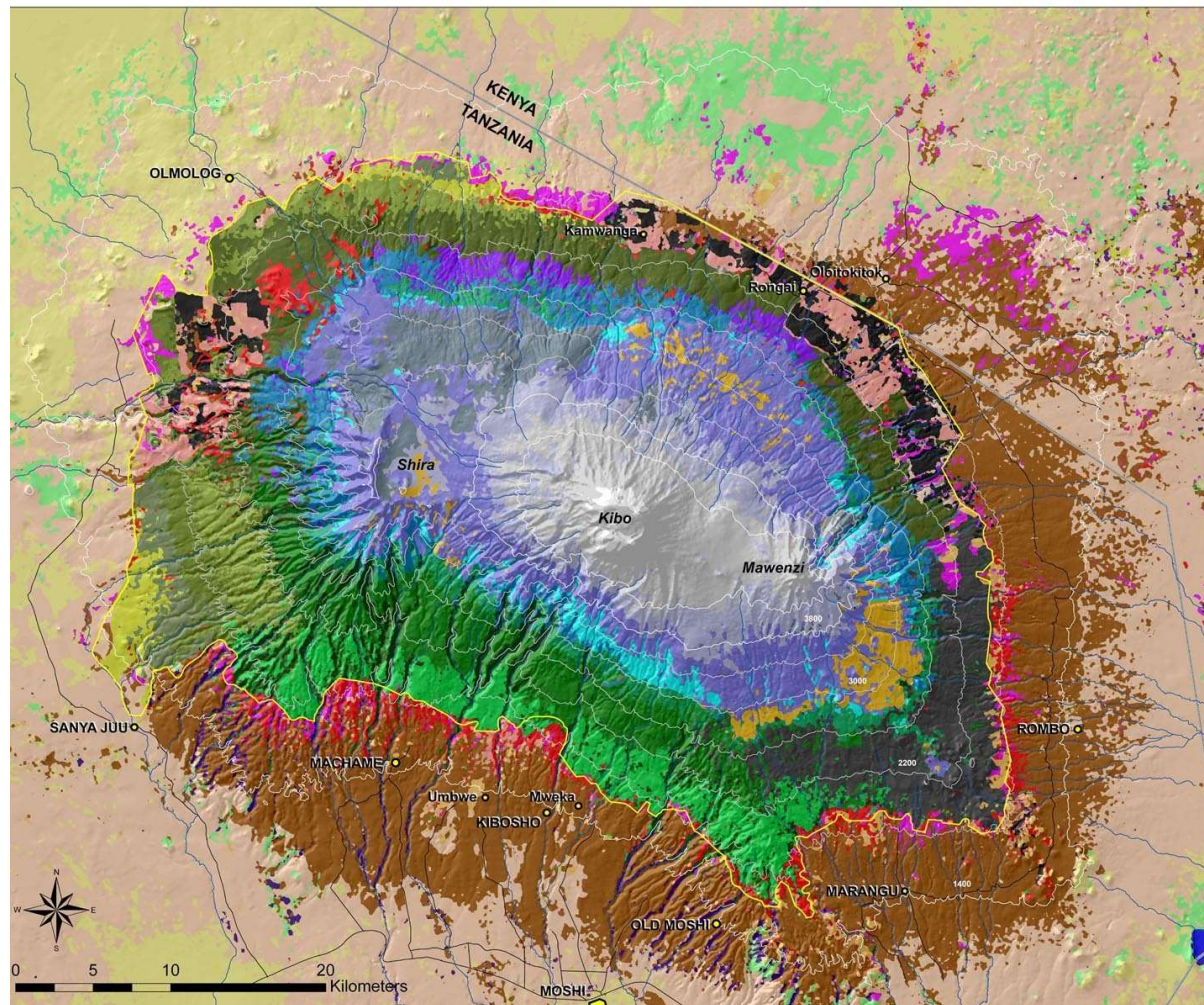 KENYA
TANZANIA
OLMOLOG
Kamwanga
Oloitokitok
Rongai
Shira
Kibo
Mawenzi
3800
3000
SANYA JUU
ROMBO
MACHAME
2200
Umbwe
Mweka
KIBOSHO
MARANGU
1400
N
W
E
S
OLD MOSHI
0 5 10 20
Kilometers
MOSHI